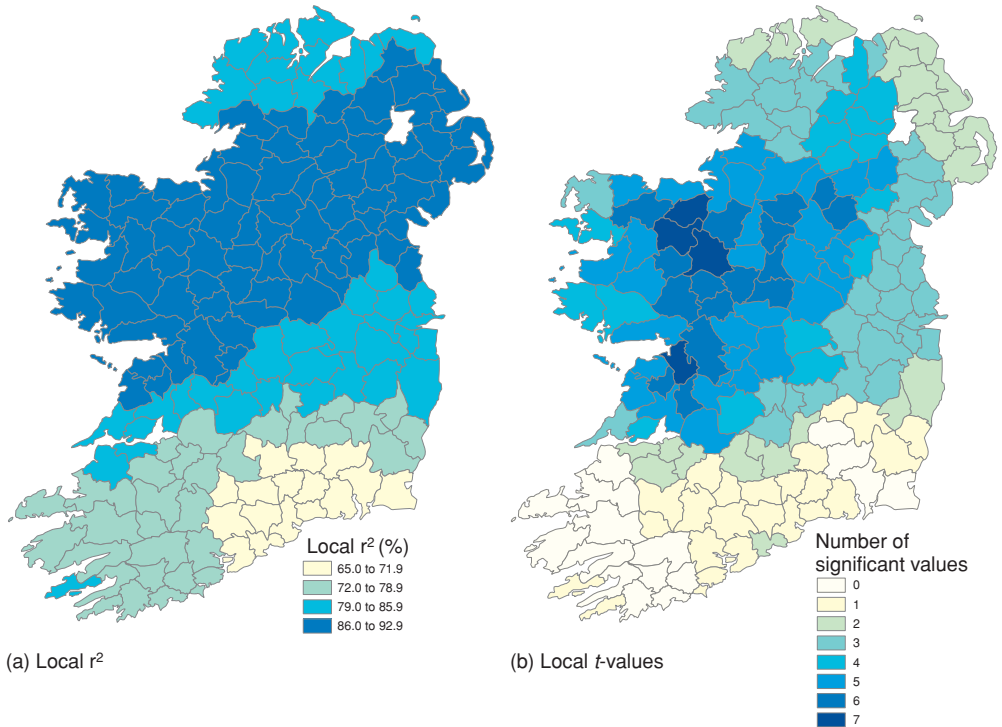 Local r² (%)
65.0 to 71.9
72.0 to 78.9
79.0 to 85.9
86.0 to 92.9
(a) Local r²
Number of
significant values
0
1
2
3
4
5
6
7
(b) Local t-values